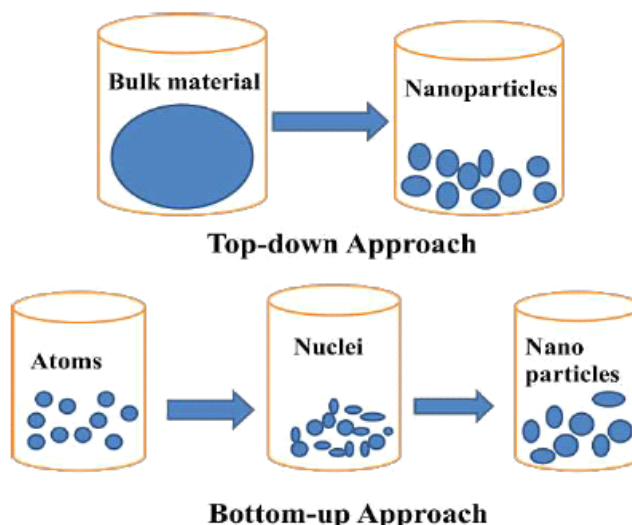 Bulk material
Nanoparticles
Top-down Approach
Atoms
Nuclei
Nano
particles
Bottom-up Approach